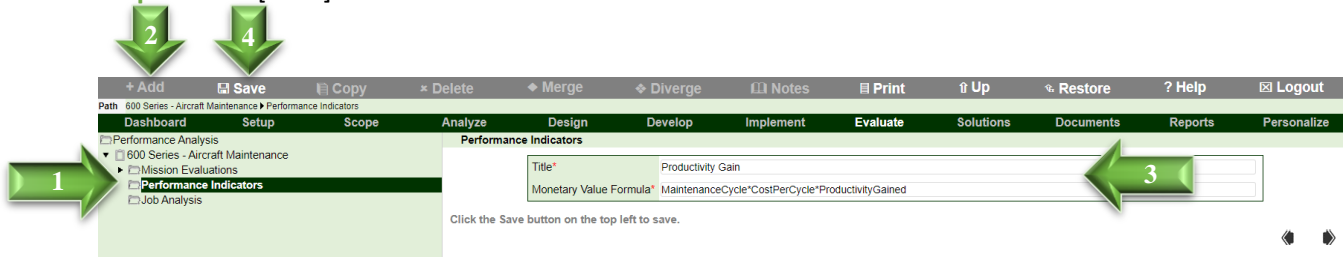 2 4
+ Add Save Copy × Delete Merge Diverge Notes Print Up Restore ? Help Logout
Path 600 Series - Aircraft Maintenance Performance Indicators
Dashboard Setup Scope Analyze Design Develop Implement Evaluate Solutions Documents Reports Personalize
Performance Analysis
600 Series - Aircraft Maintenance
Mission Evaluations
Performance Indicators
Job Analysis
1
Performance Indicators
Title* Productivity Gain
Monetary Value Formula* MaintenanceCycle*CostPerCycle*ProductivityGained
3
Click the Save button on the top left to save.